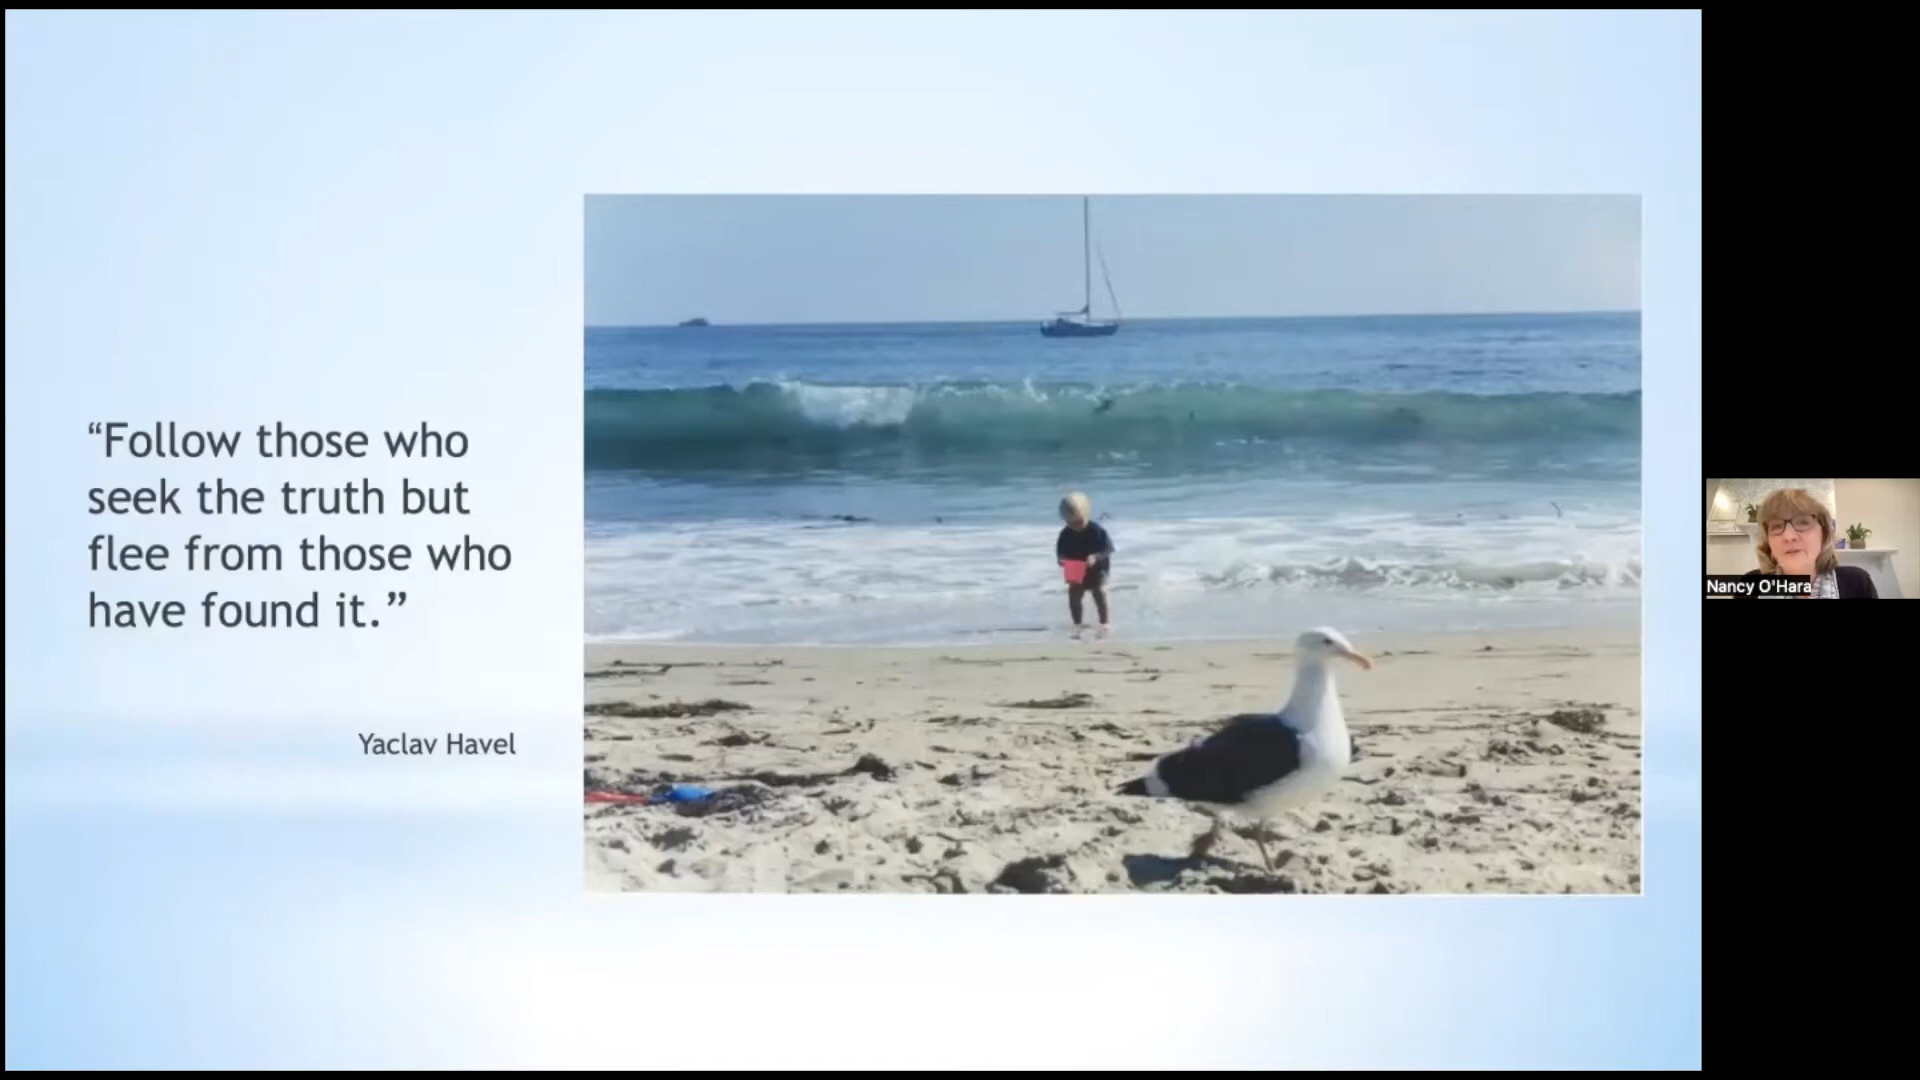 “Follow those who
seek the truth but
flee from those who
have found it.”
Yaclav Havel
Nancy O'Hara